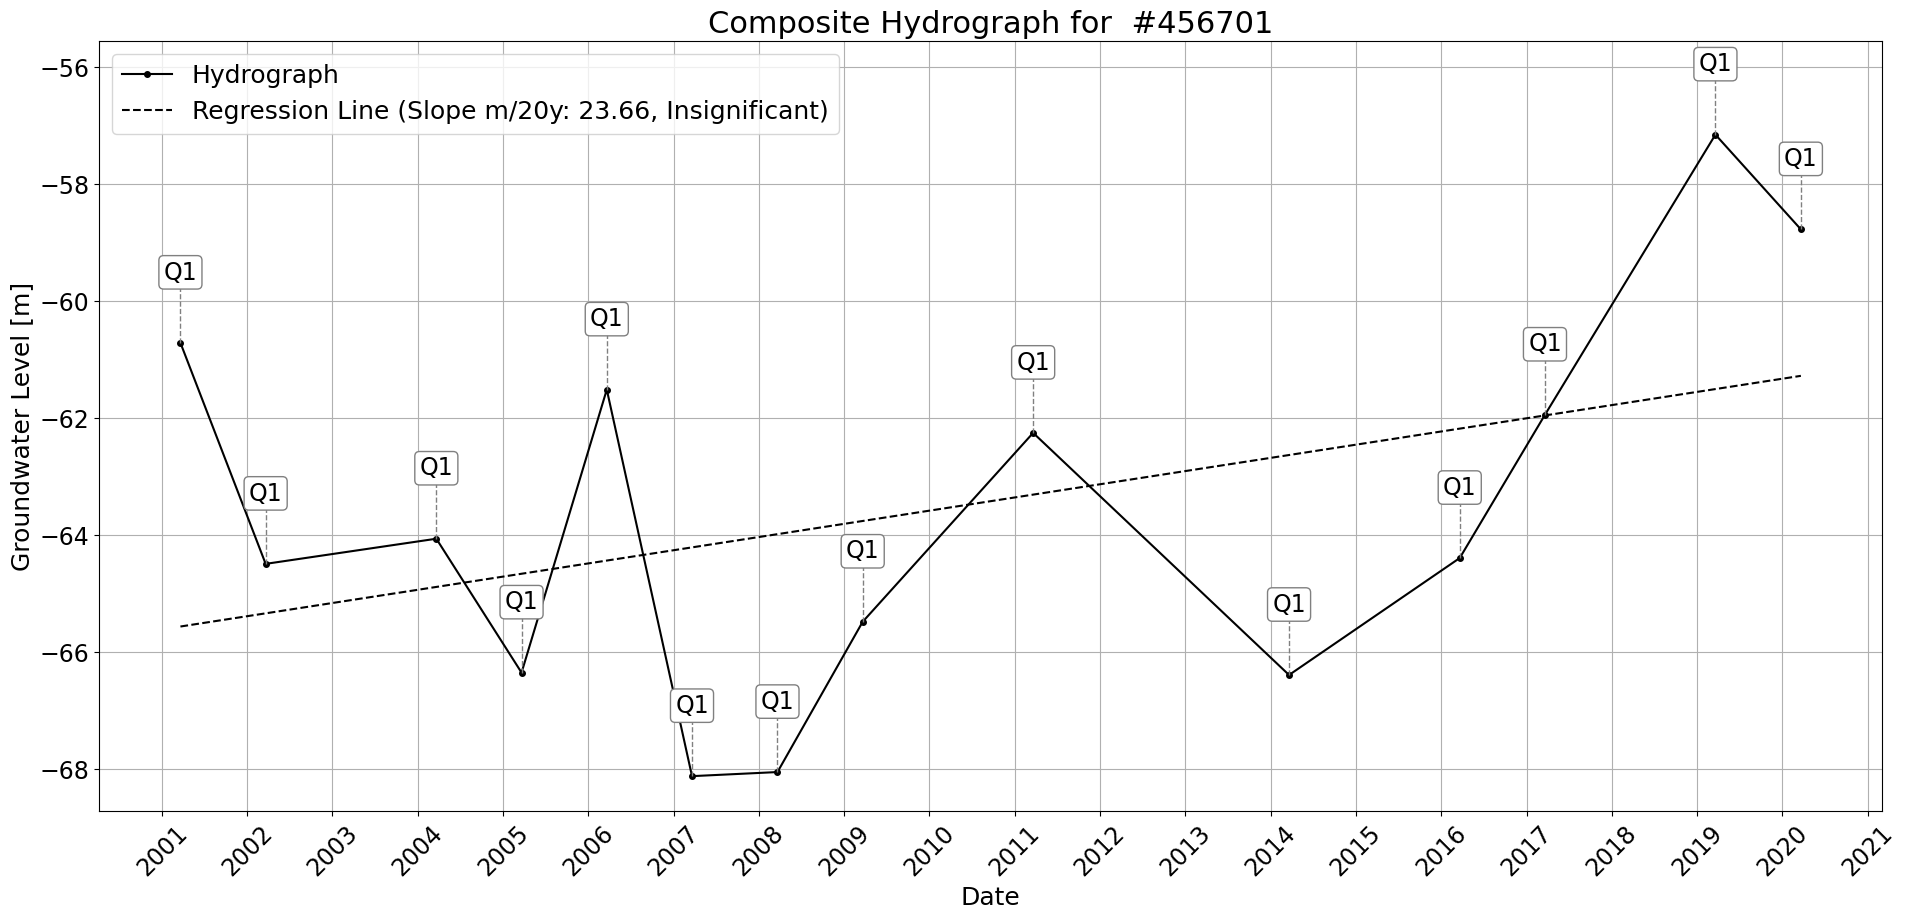 Composite Hydrograph for  #456701
Hydrograph
Regression Line (Slope m/20y: 23.66, Insignificant)
Groundwater Level [m]
−56
−58
−60
−62
−64
−66
−68
Q1
Q1
Q1
Q1
Q1
Q1
Q1
Q1
Q1
Q1
Q1
Q1
Q1
Q1
2001
2002
2003
2004
2005
2006
2007
2008
2009
2010
2011
2012
2013
2014
2015
2016
2017
2018
2019
2020
2021
Date